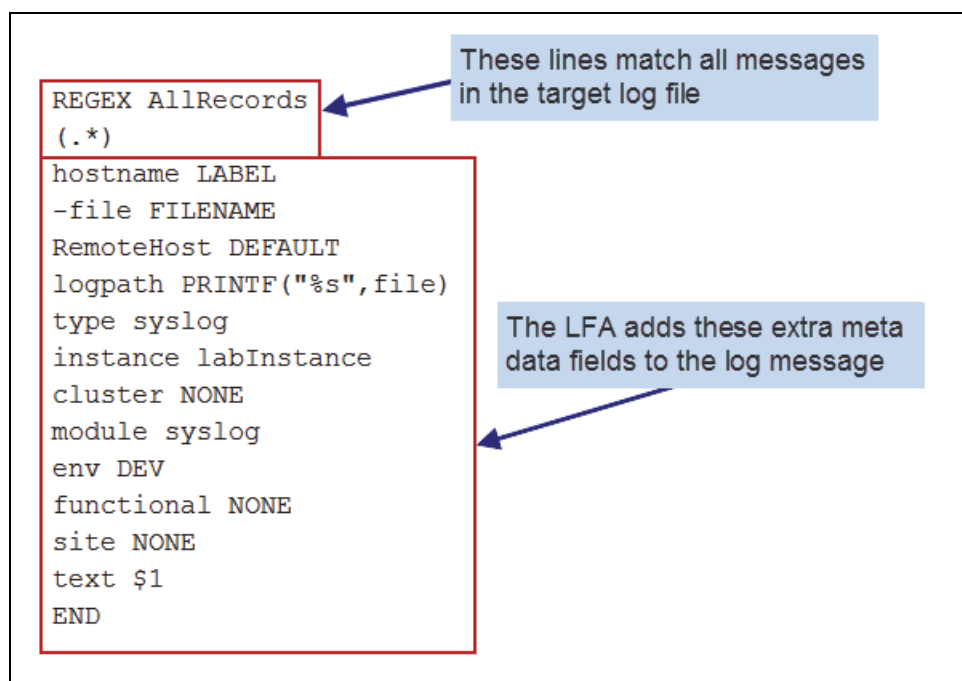 These lines match all messages
in the target log file
REGEX AllRecords
(.*)
hostname LABEL
-file FILENAME
RemoteHost DEFAULT
logpath PRINTF("%s",file)
type syslog
instance labInstance
cluster NONE
module syslog
env DEV
functional NONE
site NONE
text $1
END
The LFA adds these extra meta
data fields to the log message